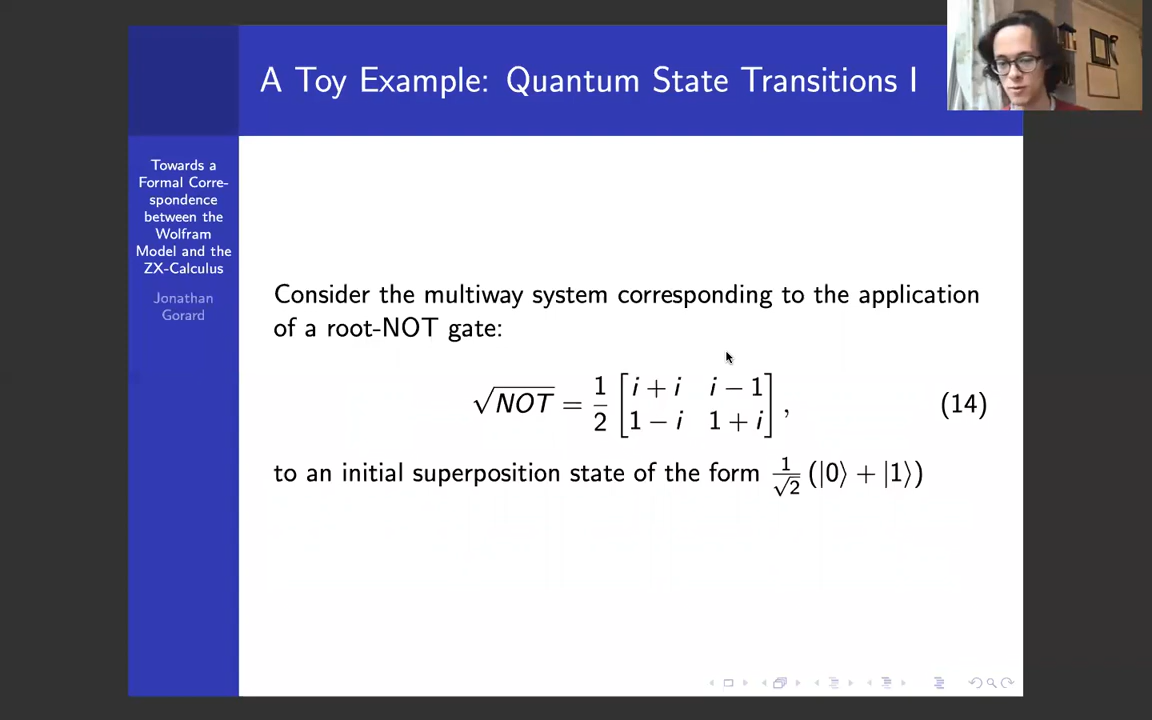 A Toy Example: Quantum State Transitions I
Towards a
Formal Corre-
spondence
between the
Wolfram
Model and the
ZX-Calculus
Jonathan
Gorard
Consider the multiway system corresponding to the application
of a root-NOT gate:
√NOT = 1/2 [i + i i − 1; 1 − i 1 + i], (14)
to an initial superposition state of the form 1/√2 (|0⟩ + |1⟩)